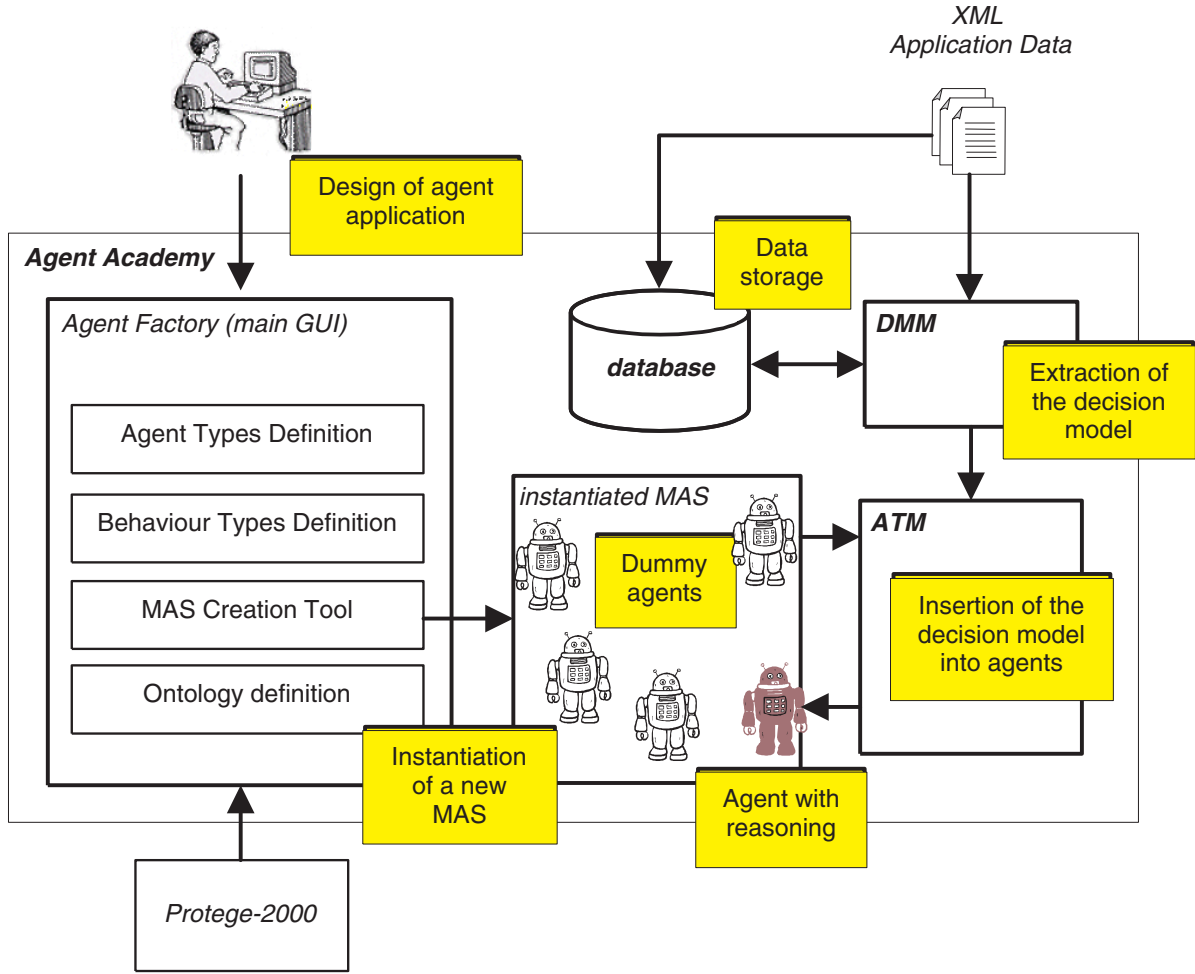 XML
Application Data
Design of agent
application
Agent Academy
Data
storage
Agent Factory (main GUI)
database
DMM
Extraction of
the decision
model
Agent Types Definition
Behaviour Types Definition
MAS Creation Tool
Ontology definition
instantiated MAS
Dummy
agents
ATM
Insertion of the
decision model
into agents
Instantiation
of a new
MAS
Agent with
reasoning
Protege-2000